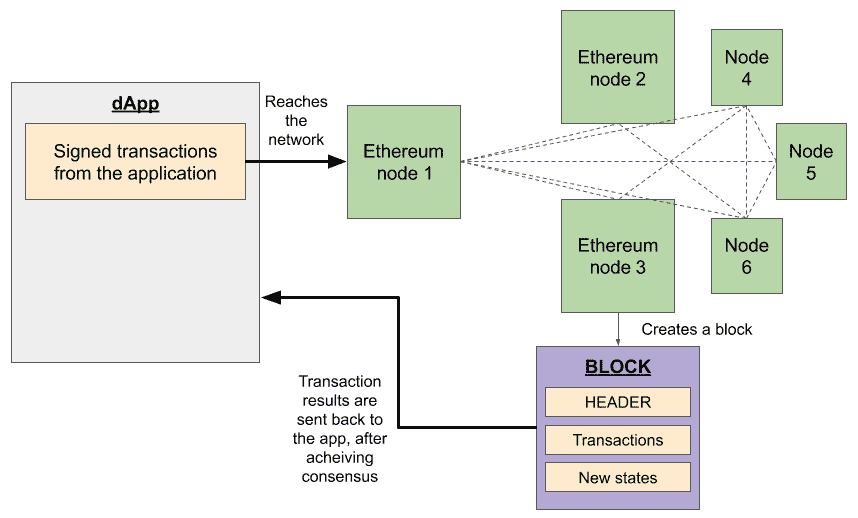 dApp
Signed transactions
from the application
Reaches
the
network
Ethereum
node 1
Ethereum
node 2
Node
4
Node
5
Ethereum
node 3
Node
6
Creates a block
BLOCK
HEADER
Transactions
New states
Transaction
results are
sent back to
the app, after
acheiving
consensus